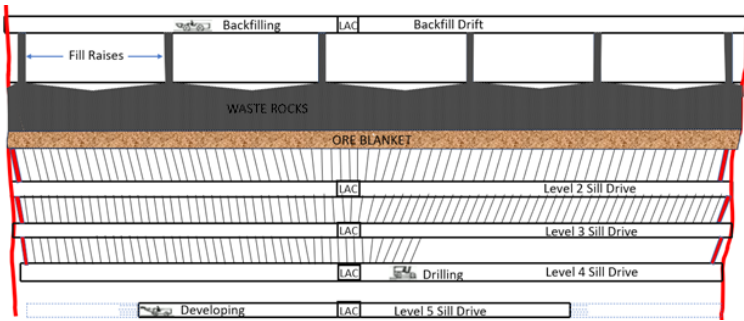 Backfilling LAC Backfill Drift
Fill Raises
WASTE ROCKS
ORE BLANKET
LAC Level 2 Sill Drive
LAC Level 3 Sill Drive
LAC Drilling Level 4 Sill Drive
Developing LAC Level 5 Sill Drive